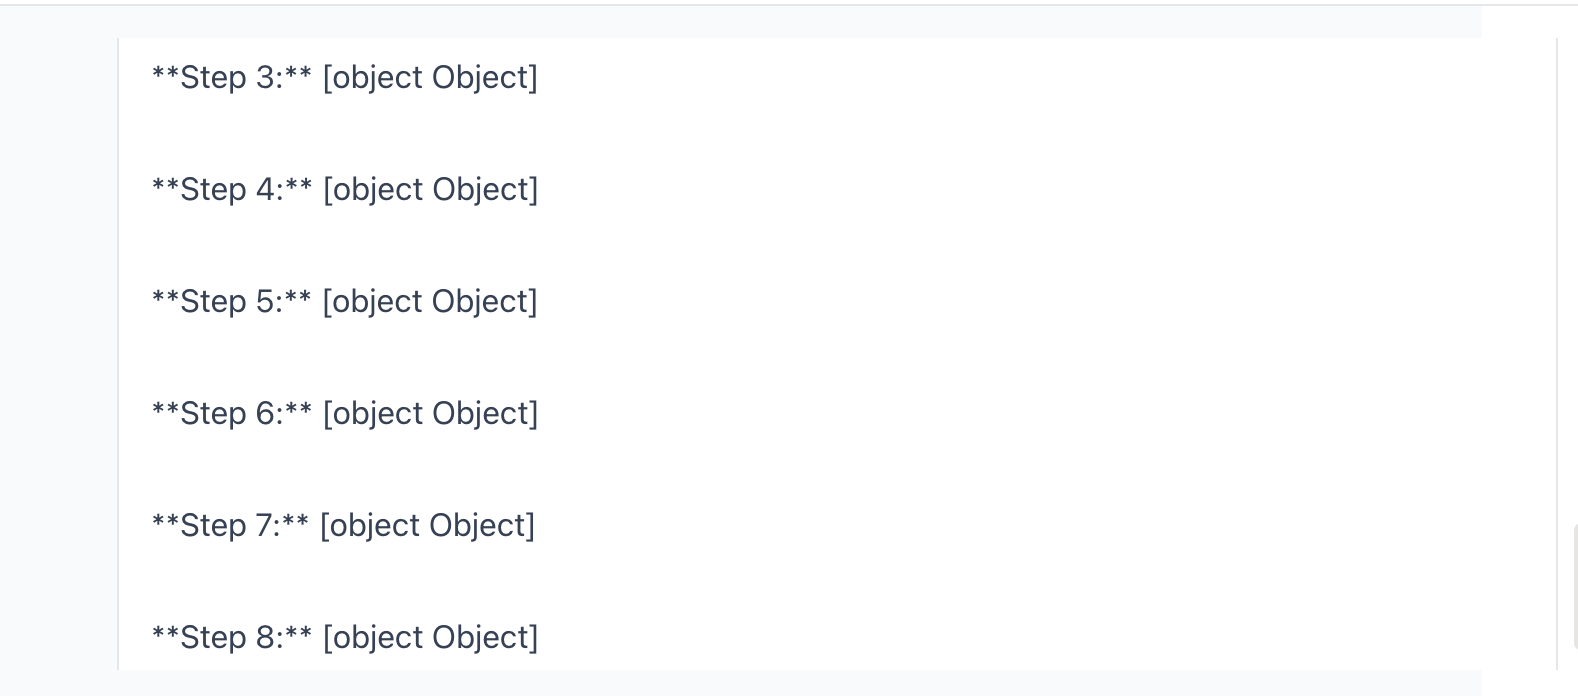 **Step 3:** [object Object]
**Step 4:** [object Object]
**Step 5:** [object Object]
**Step 6:** [object Object]
**Step 7:** [object Object]
**Step 8:** [object Object]